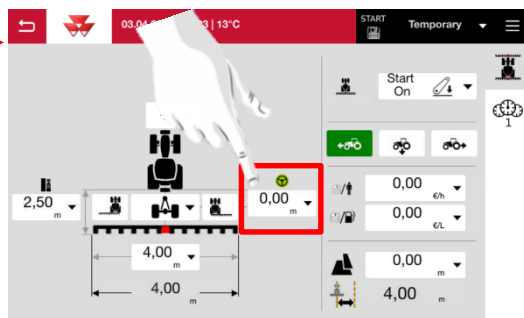 03.04.
3 | 13°C
START
Temporary
Start
On
1
0,00
€/h
2,50
m
0,00
m
0,00
€/L
4,00
m
0,00
m
4,00
m
4,00
m